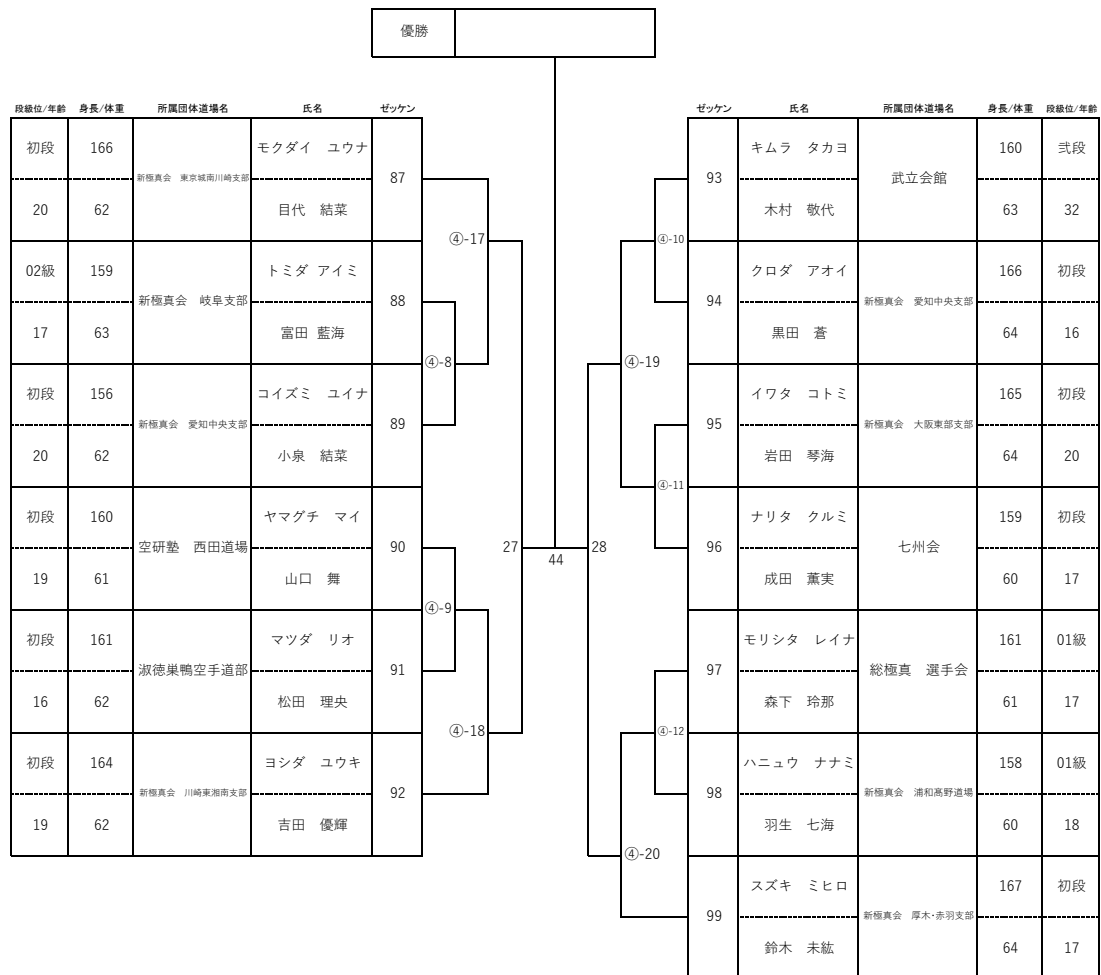 優勝
段級位/年齢 身長/体重 所属団体道場名 氏名 ゼッケン
初段 166 モクダイ ユウナ
新極真会 東京城南川崎支部 87
20 62 目代 結菜
④-17
02級 159 トミダ アイミ
新極真会 岐阜支部 88
17 63 富田 藍海
④-8
初段 156 コイズミ ユイナ
新極真会 愛知中央支部 89
20 62 小泉 結菜
初段 160 ヤマグチ マイ
空研塾 西田道場 90
19 61 山口 舞
④-9
初段 161 マツダ リオ
淑徳巣鴨空手道部 91
16 62 松田 理央
④-18
初段 164 ヨシダ ユウキ
新極真会 川崎東湘南支部 92
19 62 吉田 優輝
27
44
28
ゼッケン 氏名 所属団体道場名 身長/体重 段級位/年齢
キムラ タカヨ 160 弐段
93 武立会館
木村 敬代 63 32
④-10
クロダ アオイ 166 初段
94 新極真会 愛知中央支部
黒田 蒼 64 16
④-19
イワタ コトミ 165 初段
95 新極真会 大阪東部支部
岩田 琴海 64 20
④-11
ナリタ クルミ 159 初段
96 七州会
成田 薫実 60 17
モリシタ レイナ 161 01級
97 総極真 選手会
森下 玲那 61 17
④-12
ハニュウ ナナミ 158 01級
98 新極真会 浦和髙野道場
羽生 七海 60 18
④-20
スズキ ミヒロ 167 初段
99 新極真会 厚木・赤羽支部
鈴木 未紘 64 17